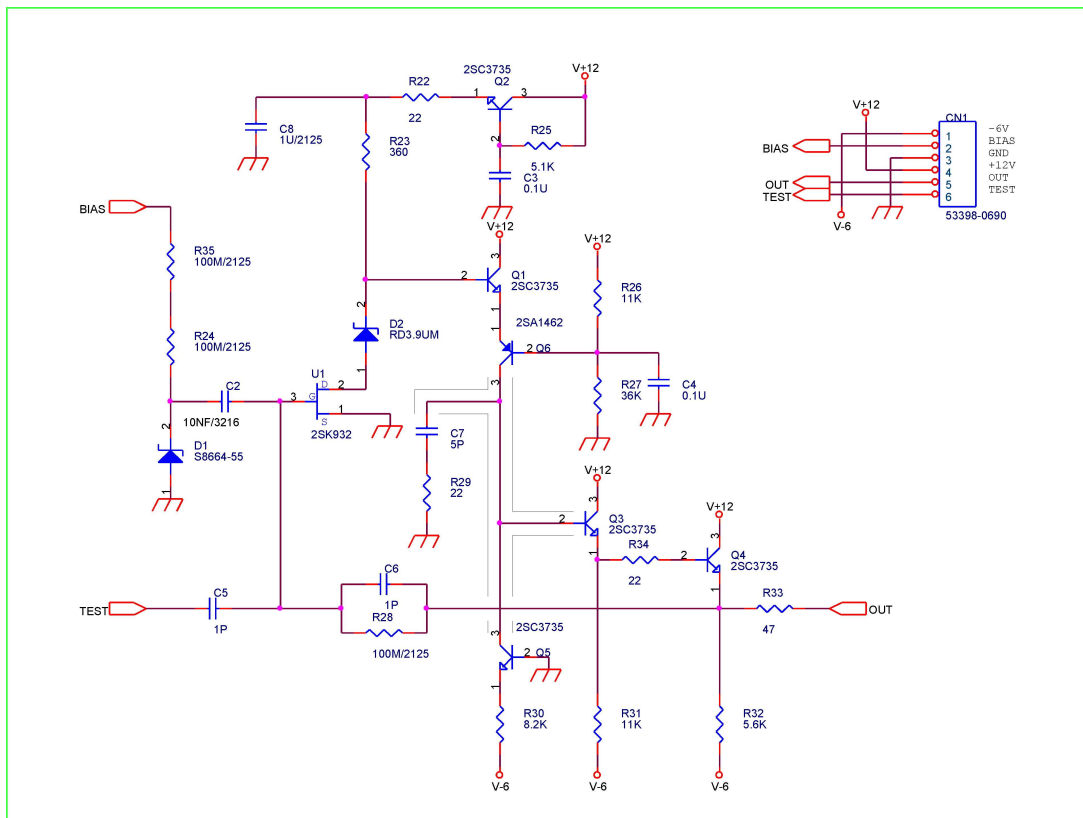 2SC3735
Q2
V+12
R22
1
3
22
2
C8
1U/2125
R23
360
R25
5.1K
C3
0.1U
V+12
CN1
1
2
3
4
5
6
-6V
BIAS
GND
+12V
OUT
TEST
BIAS
OUT
TEST
V-6
53398-0690
BIAS
V+12
3
2
Q1
2SC3735
1
V+12
R35
100M/2125
R26
11K
2
D2
RD3.9UM
1
1
2SA1462
2
Q6
3
R24
100M/2125
R27
36K
C4
0.1U
C2
10NF/3216
U1
3
G
D
2
S
1
2SK932
2
D1
S8664-55
1
C7
5P
R29
22
V+12
3
2
Q3
2SC3735
1
R34
22
V+12
3
2
Q4
2SC3735
1
TEST
C5
1P
C6
1P
R28
100M/2125
R33
47
OUT
2SC3735
3
2
Q5
1
R30
8.2K
R31
11K
R32
5.6K
V-6
V-6
V-6